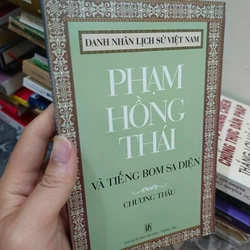 DANH NHÂN LỊCH SỬ VIỆT NAM
PHẠM
HỒNG
THÁI
VÀ TIẾNG BOM SA DIỆN
CHƯƠNG THÂU